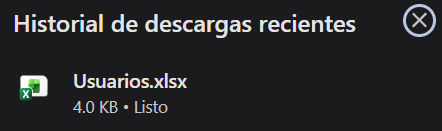 Historial de descargas recientes
Usuarios.xlsx
4.0 KB • Listo